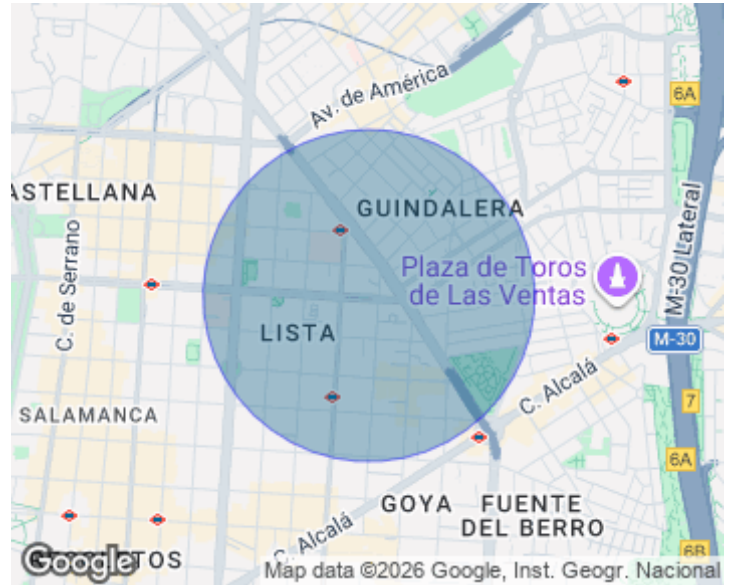 Av. de América
6A
ASTELLANA
GUINDALERA
C. de Serrano
M-30 Lateral
Plaza de Toros
de Las Ventas
LISTA
M-30
C. Alcalá
SALAMANCA
7
6A
GOYA
FUENTE
DEL BERRO
C. Alcalá
6B
Google
TOS
Map data ©2026 Google, Inst. Geogr. Nacional